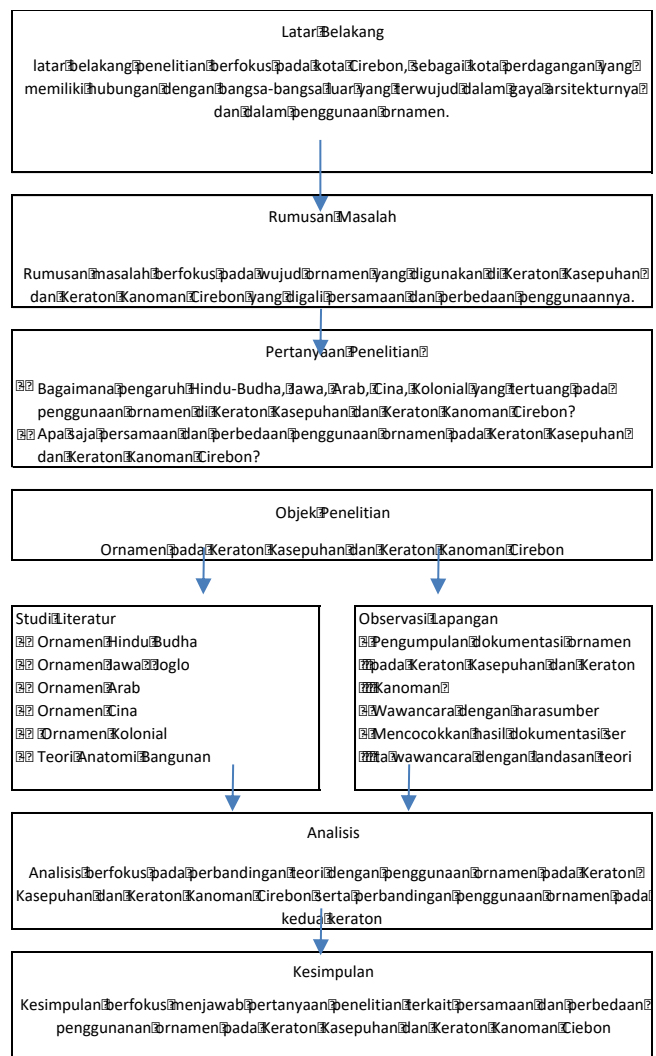 Latar Belakang
latar belakang penelitian berfokus pada kota Cirebon, sebagai kota perdagangan yang
memiliki hubungan dengan bangsa-bangsa luar yang terwujud dalam gaya arsitekturnya
dan dalam penggunaan ornamen.
Rumusan Masalah
Rumusan masalah berfokus pada wujud ornamen yang digunakan di Keraton Kasepuhan
dan Keraton Kanoman Cirebon yang digali persamaan dan perbedaan penggunaannya.
Pertanyaan Penelitian
- Bagaimana pengaruh Hindu-Budha, Jawa, Arab, Cina, Kolonial yang tertuang pada
penggunaan ornamen di Keraton Kasepuhan dan Keraton Kanoman Cirebon?
- Apa saja persamaan dan perbedaan penggunaan ornamen pada Keraton Kasepuhan
dan Keraton Kanoman Cirebon?
Objek Penelitian
Ornamen pada Keraton Kasepuhan dan Keraton Kanoman Cirebon
Studi Literatur
- Ornamen Hindu Budha
- Ornamen Jawa Joglo
- Ornamen Arab
- Ornamen Cina
- Ornamen Kolonial
- Teori Anatomi Bangunan
Observasi Lapangan
- Pengumpulan dokumentasi ornamen
pada Keraton Kasepuhan dan Keraton
Kanoman
- Wawancara dengan narasumber
- Mencocokkan hasil dokumentasi ser
ta wawancara dengan landasan teori
Analisis
Analisis berfokus pada perbandingan teori dengan penggunaan ornamen pada Keraton
Kasepuhan dan Keraton Kanoman Cirebon serta perbandingan penggunaan ornamen pada
kedua keraton
Kesimpulan
Kesimpulan berfokus menjawab pertanyaan penelitian terkait persamaan dan perbedaan
penggunanan ornamen pada Keraton Kasepuhan dan Keraton Kanoman Ciebon